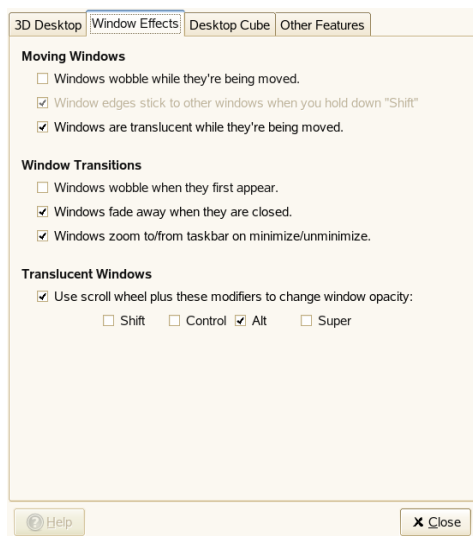 3D Desktop Window Effects Desktop Cube Other Features
Moving Windows
Windows wobble while they're being moved.
Window edges stick to other windows when you hold down "Shift"
Windows are translucent while they're being moved.
Window Transitions
Windows wobble when they first appear.
Windows fade away when they are closed.
Windows zoom to/from taskbar on minimize/unminimize.
Translucent Windows
Use scroll wheel plus these modifiers to change window opacity:
Shift Control Alt Super
Help Close